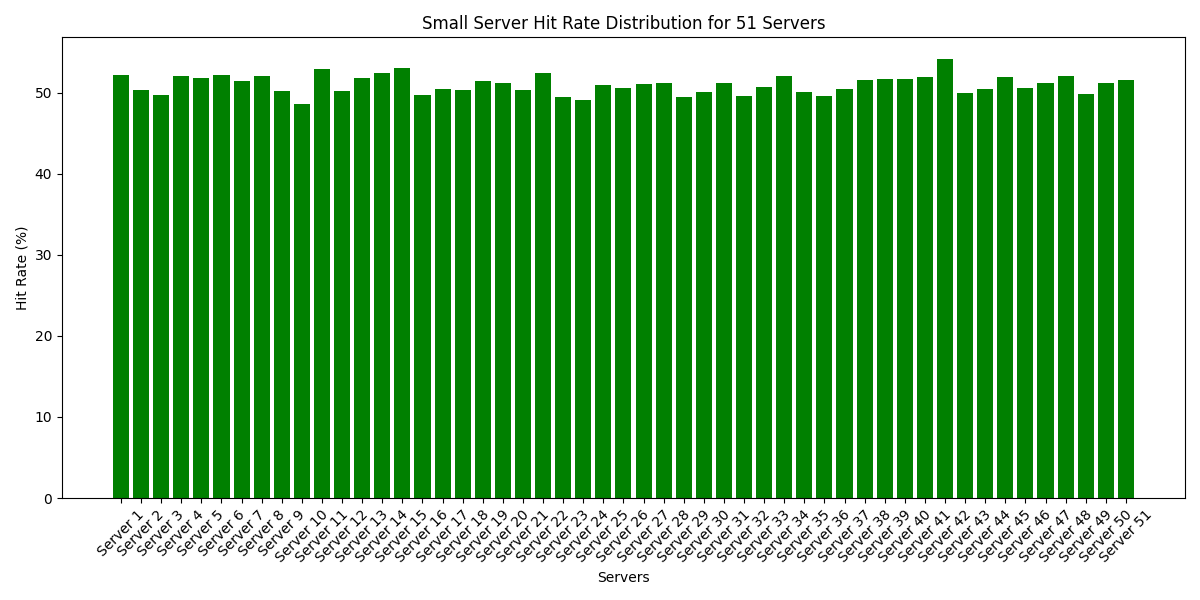 Small Server Hit Rate Distribution for 51 Servers
Hit Rate (%)
50
40
30
20
10
0
Server 1
Server 2
Server 3
Server 4
Server 5
Server 6
Server 7
Server 8
Server 9
Server 10
Server 11
Server 12
Server 13
Server 14
Server 15
Server 16
Server 17
Server 18
Server 19
Server 20
Server 21
Server 22
Server 23
Server 24
Server 25
Server 26
Server 27
Server 28
Server 29
Server 30
Server 31
Server 32
Server 33
Server 34
Server 35
Server 36
Server 37
Server 38
Server 39
Server 40
Server 41
Server 42
Server 43
Server 44
Server 45
Server 46
Server 47
Server 48
Server 49
Server 50
Server 51
Servers